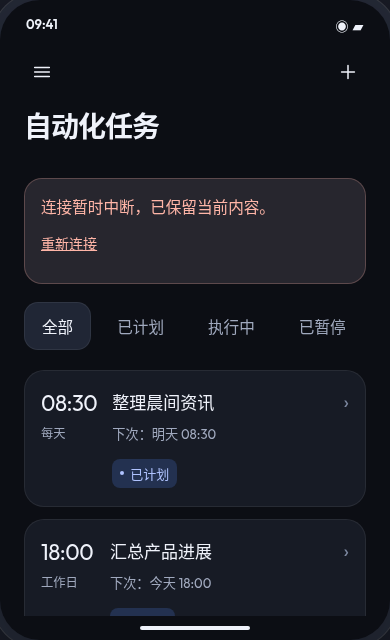 09:41
自动化任务
连接暂时中断，已保留当前内容。
重新连接
全部 已计划 执行中 已暂停
08:30 整理晨间资讯
每天 下次：明天 08:30
已计划
18:00 汇总产品进展
工作日 下次：今天 18:00